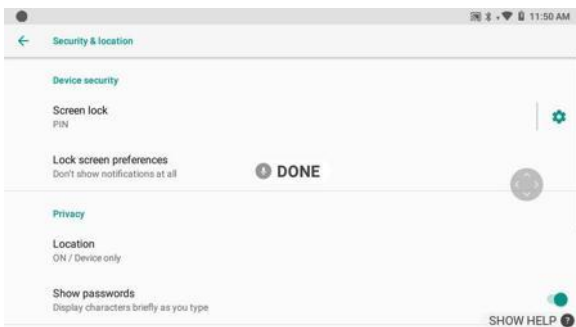 11:50 AM
Security & location
Device security
Screen lock
PIN
Lock screen preferences
Don't show notifications at all
DONE
Privacy
Location
ON / Device only
Show passwords
Display characters briefly as you type
SHOW HELP ?